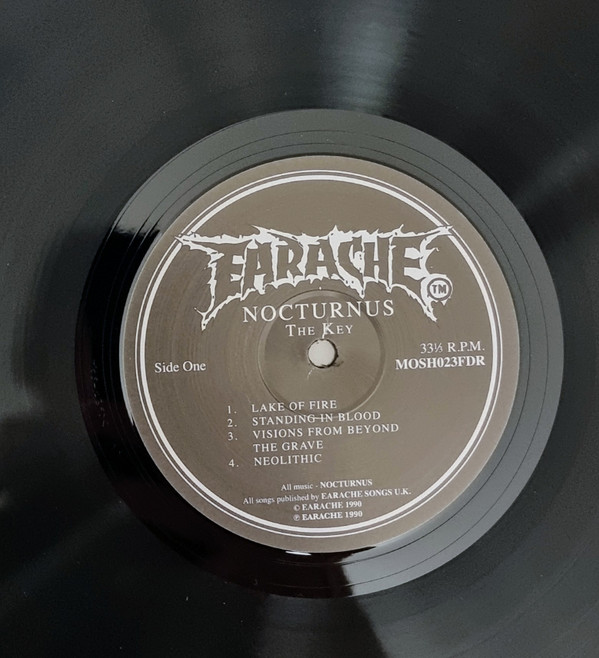 EARACHE
TM
NOCTURNUS
THE KEY
Side One
33⅓ R.P.M.
MOSH023FDR
1. LAKE OF FIRE
2. STANDING IN BLOOD
3. VISIONS FROM BEYOND
THE GRAVE
4. NEOLITHIC
All music - NOCTURNUS
All songs published by EARACHE SONGS U.K.
© EARACHE 1990
℗ EARACHE 1990